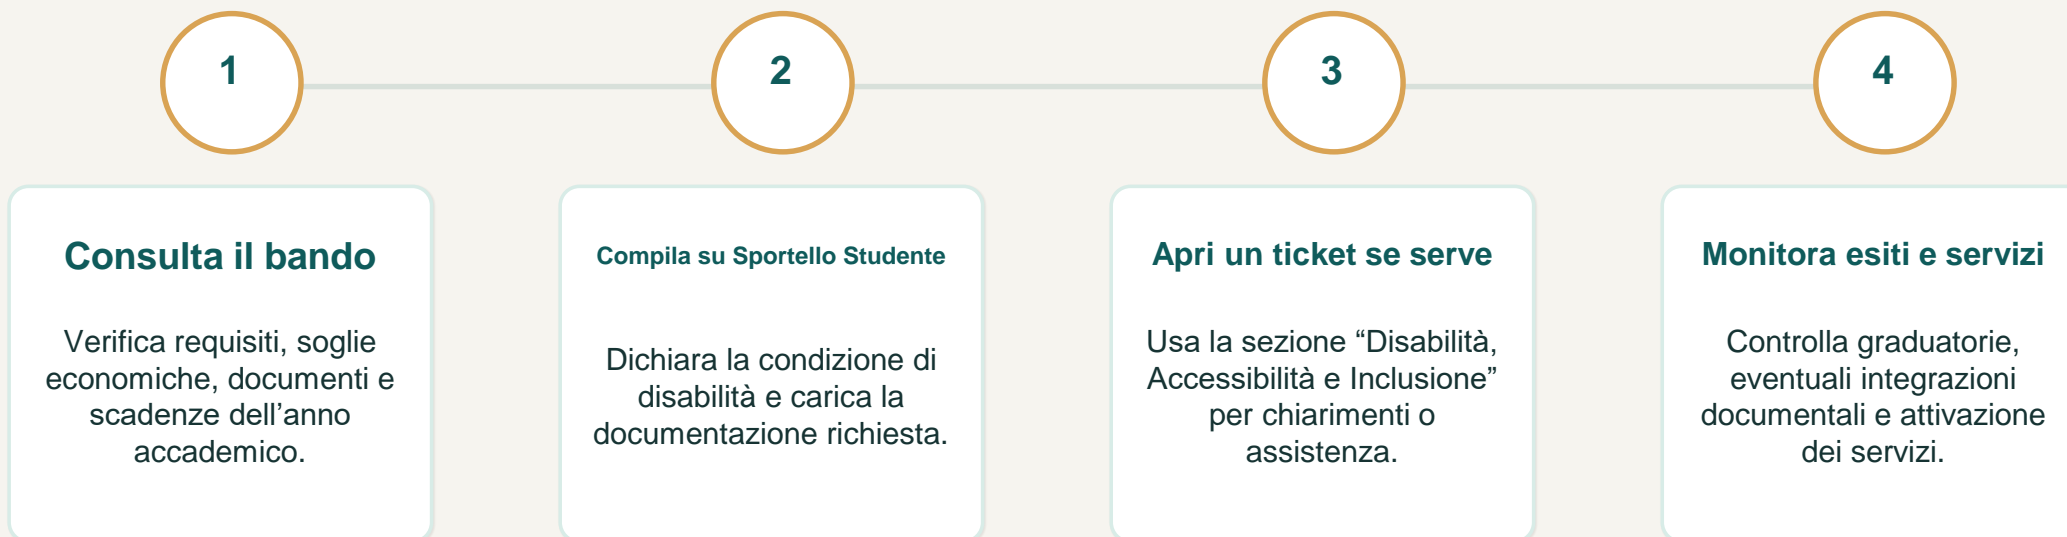 1
2
3
4
Consulta il bando
Verifica requisiti, soglie
economiche, documenti e
scadenze dell’anno
accademico.
Compila su Sportello Studente
Dichiara la condizione di
disabilità e carica la
documentazione richiesta.
Apri un ticket se serve
Usa la sezione “Disabilità,
Accessibilità e Inclusione”
per chiarimenti o
assistenza.
Monitora esiti e servizi
Controlla graduatorie,
eventuali integrazioni
documentali e attivazione
dei servizi.